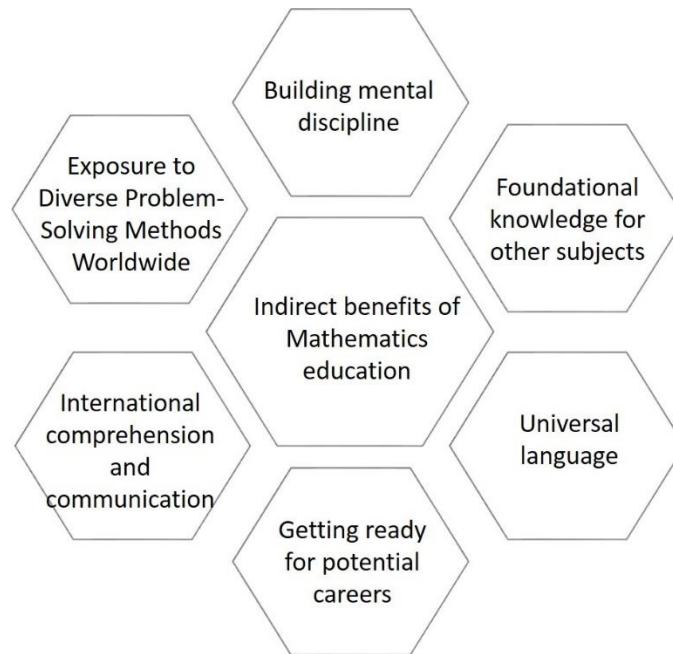 Building mental
discipline
Exposure to
Diverse Problem-
Solving Methods
Worldwide
Foundational
knowledge for
other subjects
Indirect benefits of
Mathematics
education
International
comprehension
and
communication
Universal
language
Getting ready
for potential
careers